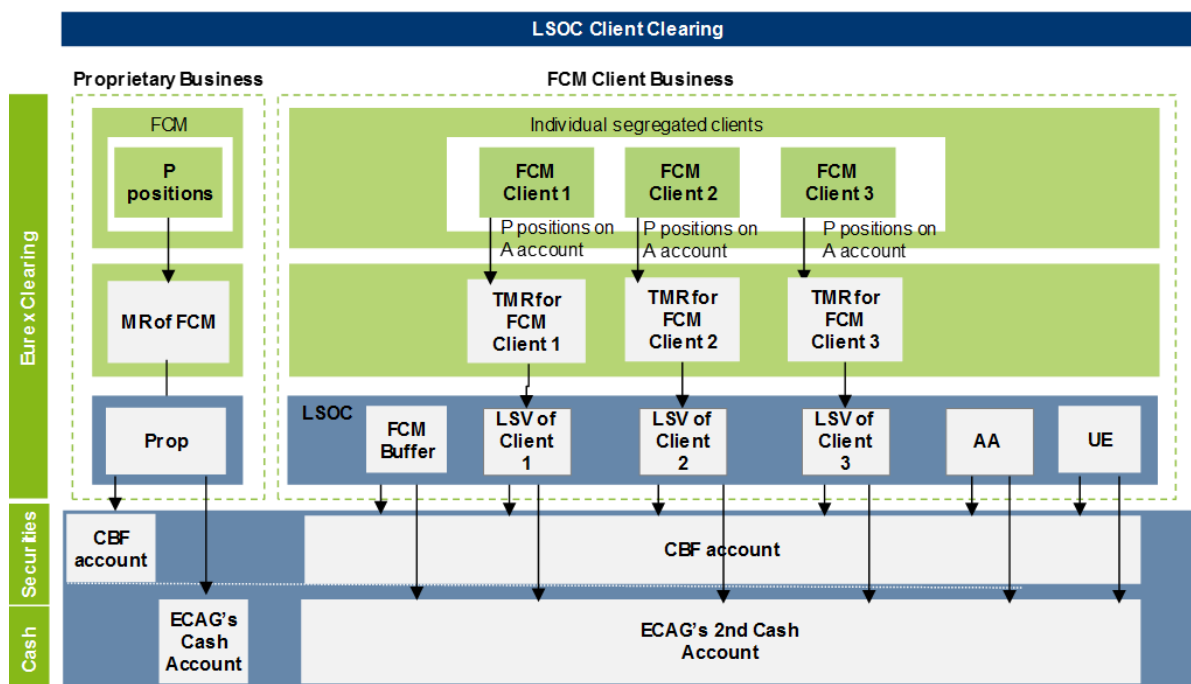 LSOC Client Clearing
Proprietary Business
FCM Client Business
Eurex Clearing
FCM
P
positions
Individual segregated clients
FCM
Client 1
FCM
Client 2
FCM
Client 3
P positions on
A account
P positions on
A account
P positions on
A account
MR of FCM
TMR for
FCM
Client 1
TMR for
FCM
Client 2
TMR for
FCM
Client 3
Prop
LSOC
FCM
Buffer
LSV of
Client
1
LSV of
Client
2
LSV of
Client
3
AA
UE
Securities
CBF
account
CBF account
Cash
ECAG's
Cash
Account
ECAG's 2nd Cash
Account